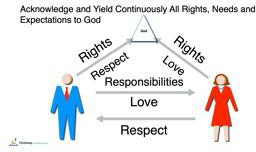 Acknowledge and Yield Continuously All Rights, Needs and
Expectations to God
God
Rights
Rights
Respect
Love
Responsibilities
Love
Respect